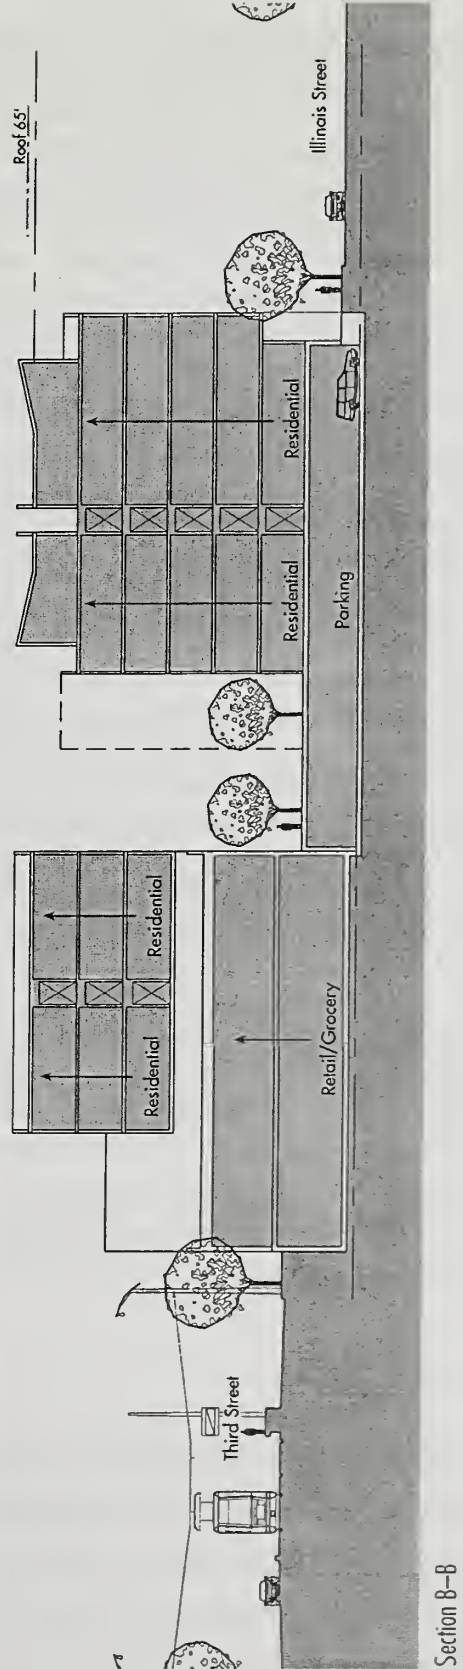 Roof 65'
Illinois Street
Residential
Residential
Parking
Residential
Residential
Retail/Grocery
Third Street
Section B–B